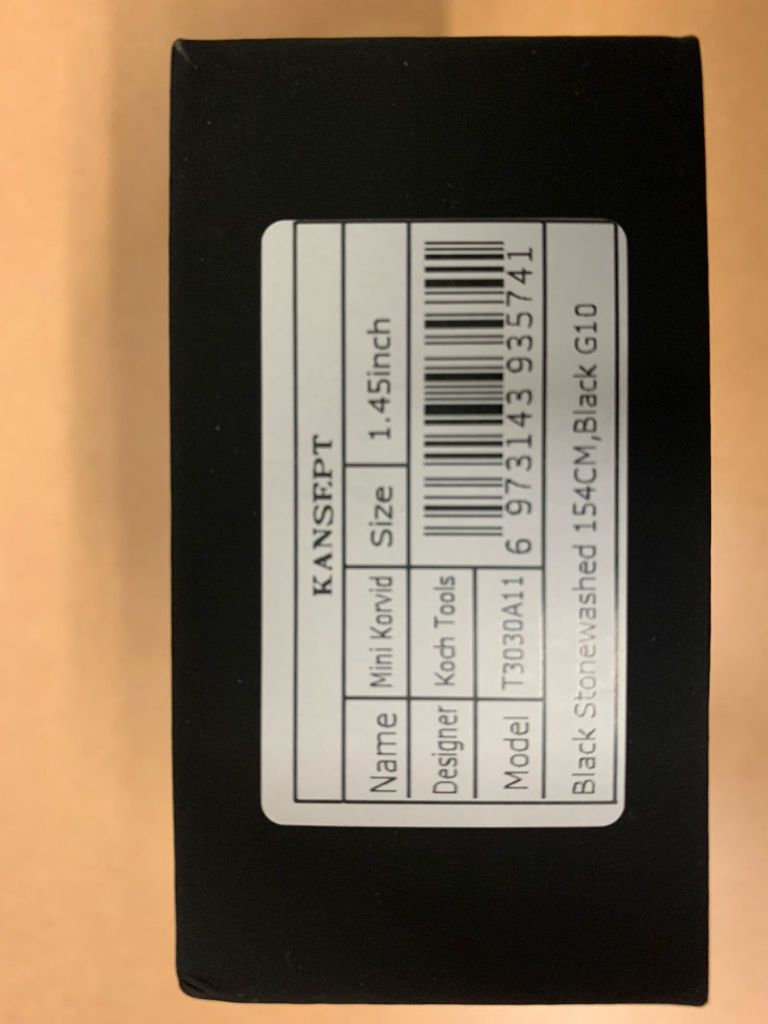 KANSEPT
Name Mini Korvid Size 1.45inch
Designer Koch Tools
Model T3030A11
6 973143 935741
Black Stonewashed 154CM,Black G10